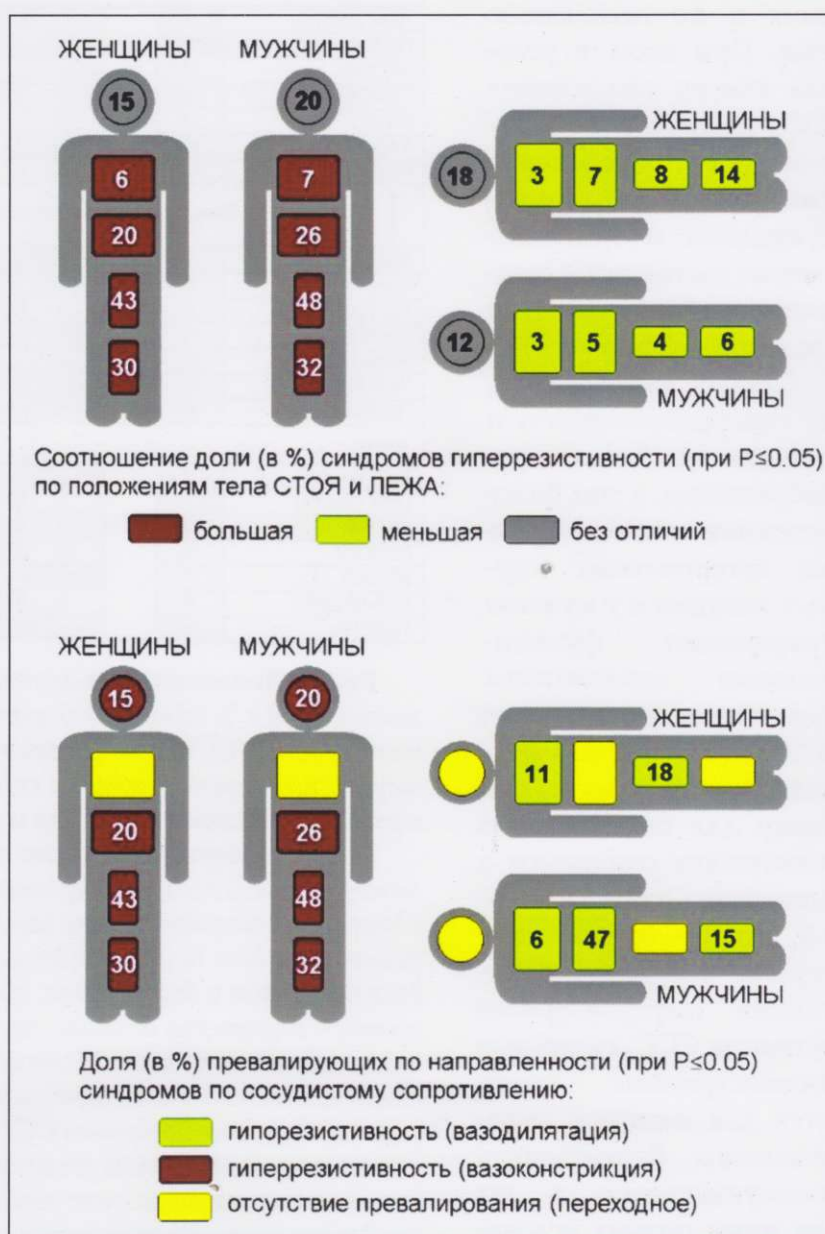 ЖЕНЩИНЫ МУЖЧИНЫ
15 20
6 7
20 26
43 48
30 32
ЖЕНЩИНЫ
18 3 7 8 14
12 3 5 4 6
МУЖЧИНЫ
Соотношение доли (в %) синдромов гиперрезистивности (при P≤0.05)
по положениям тела СТОЯ и ЛЕЖА:
большая меньшая без отличий
ЖЕНЩИНЫ МУЖЧИНЫ
15 20
20 26
43 48
30 32
ЖЕНЩИНЫ
11 18
6 47 15
МУЖЧИНЫ
Доля (в %) превалирующих по направленности (при P≤0.05)
синдромов по сосудистому сопротивлению:
гипорезистивность (вазодилятация)
гиперрезистивность (вазоконстрикция)
отсутствие превалирования (переходное)